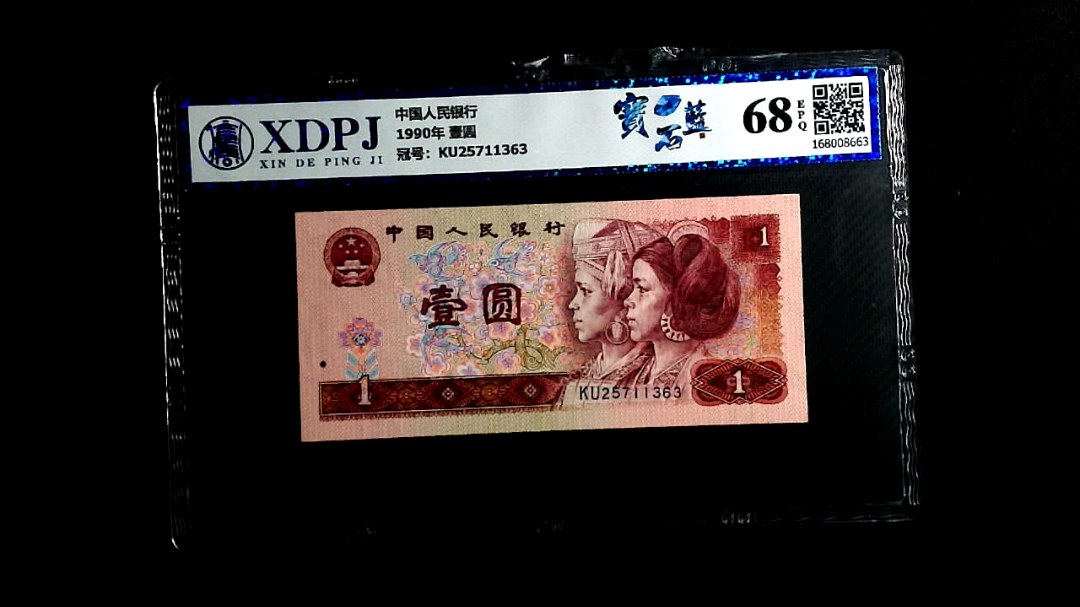 XDPJ
XIN DE PING JI
中国人民银行
1990年 壹圆
冠号：KU25711363
寳石藍
68
EPQ
168008663
中国人民银行
1
壹圆
1
KU25711363
1